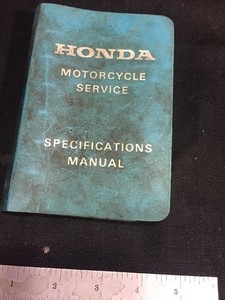 HONDA
MOTORCYCLE
SERVICE
SPECIFICATIONS
MANUAL
1 2 3 4 5